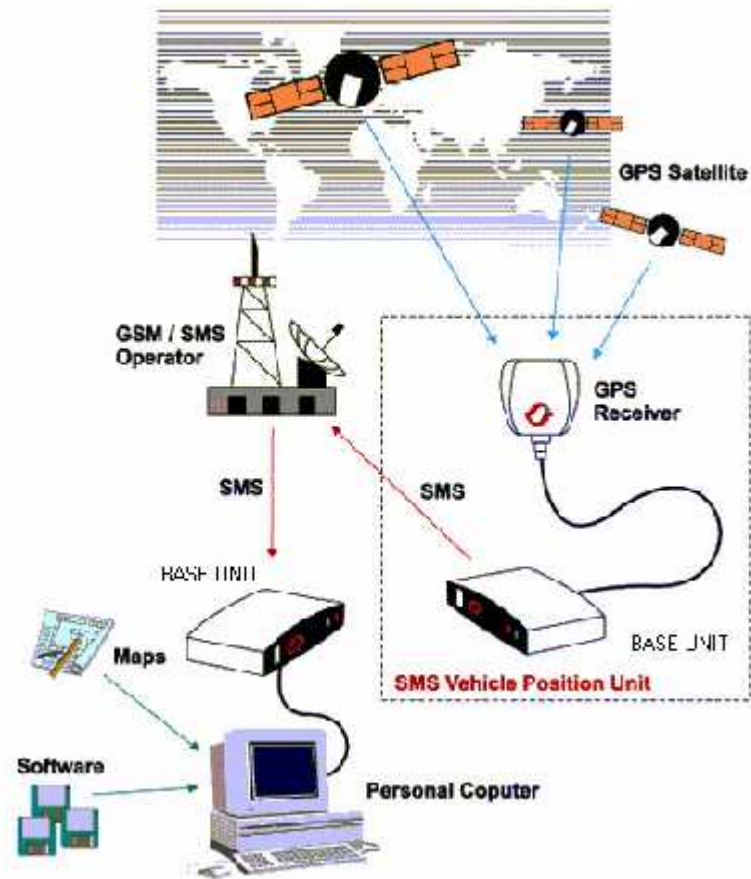 GPS Satellite
GSM / SMS
Operator
GPS
Receiver
SMS
SMS
BASE UNIT
BASE UNIT
Maps
SMS Vehicle Position Unit
Software
Personal Coputer